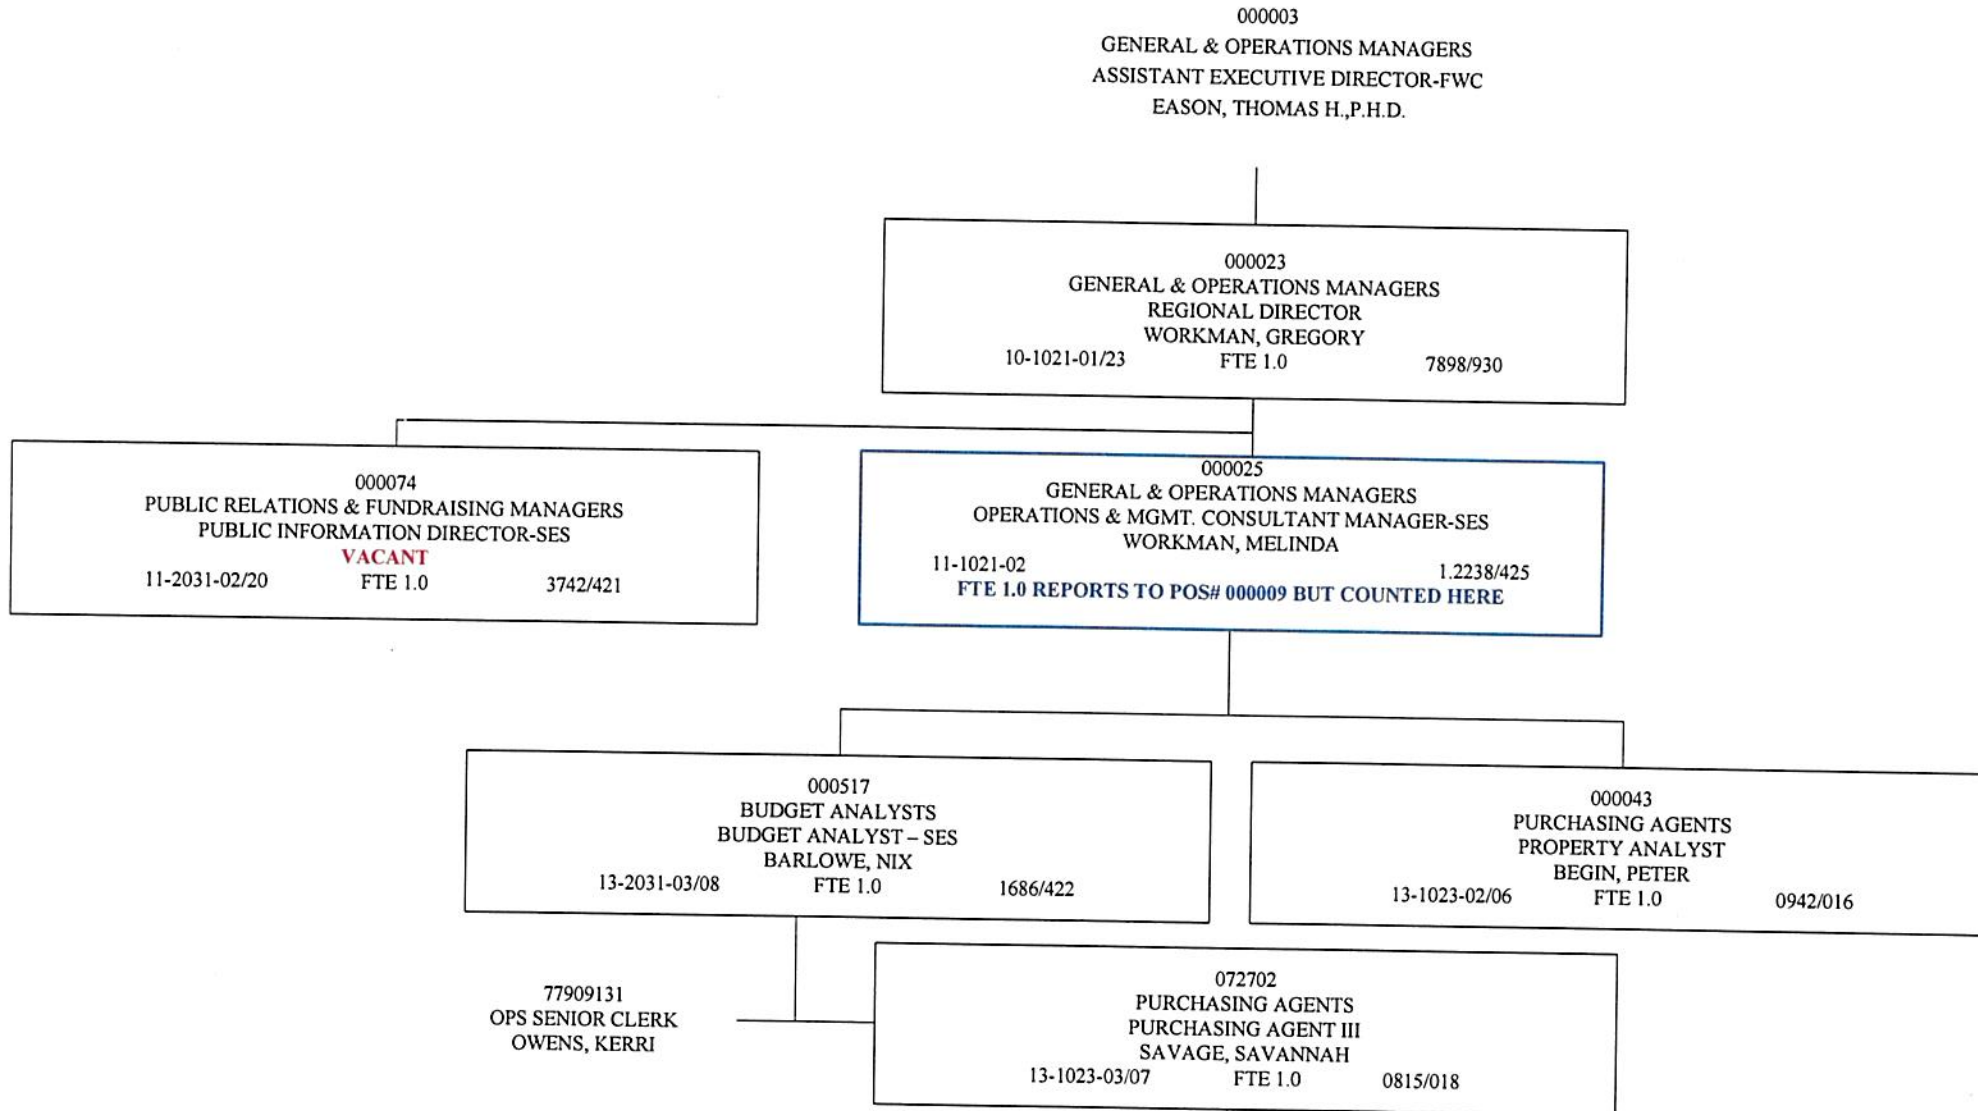 000003
GENERAL & OPERATIONS MANAGERS
ASSISTANT EXECUTIVE DIRECTOR-FWC
EASON, THOMAS H.,P.H.D.
000023
GENERAL & OPERATIONS MANAGERS
REGIONAL DIRECTOR
WORKMAN, GREGORY
10-1021-01/23 FTE 1.0 7898/930
000074
PUBLIC RELATIONS & FUNDRAISING MANAGERS
PUBLIC INFORMATION DIRECTOR-SES
VACANT
11-2031-02/20 FTE 1.0 3742/421
000025
GENERAL & OPERATIONS MANAGERS
OPERATIONS & MGMT. CONSULTANT MANAGER-SES
WORKMAN, MELINDA
11-1021-02 1.2238/425
FTE 1.0 REPORTS TO POS# 000009 BUT COUNTED HERE
000517
BUDGET ANALYSTS
BUDGET ANALYST – SES
BARLOWE, NIX
13-2031-03/08 FTE 1.0 1686/422
000043
PURCHASING AGENTS
PROPERTY ANALYST
BEGIN, PETER
13-1023-02/06 FTE 1.0 0942/016
77909131
OPS SENIOR CLERK
OWENS, KERRI
072702
PURCHASING AGENTS
PURCHASING AGENT III
SAVAGE, SAVANNAH
13-1023-03/07 FTE 1.0 0815/018